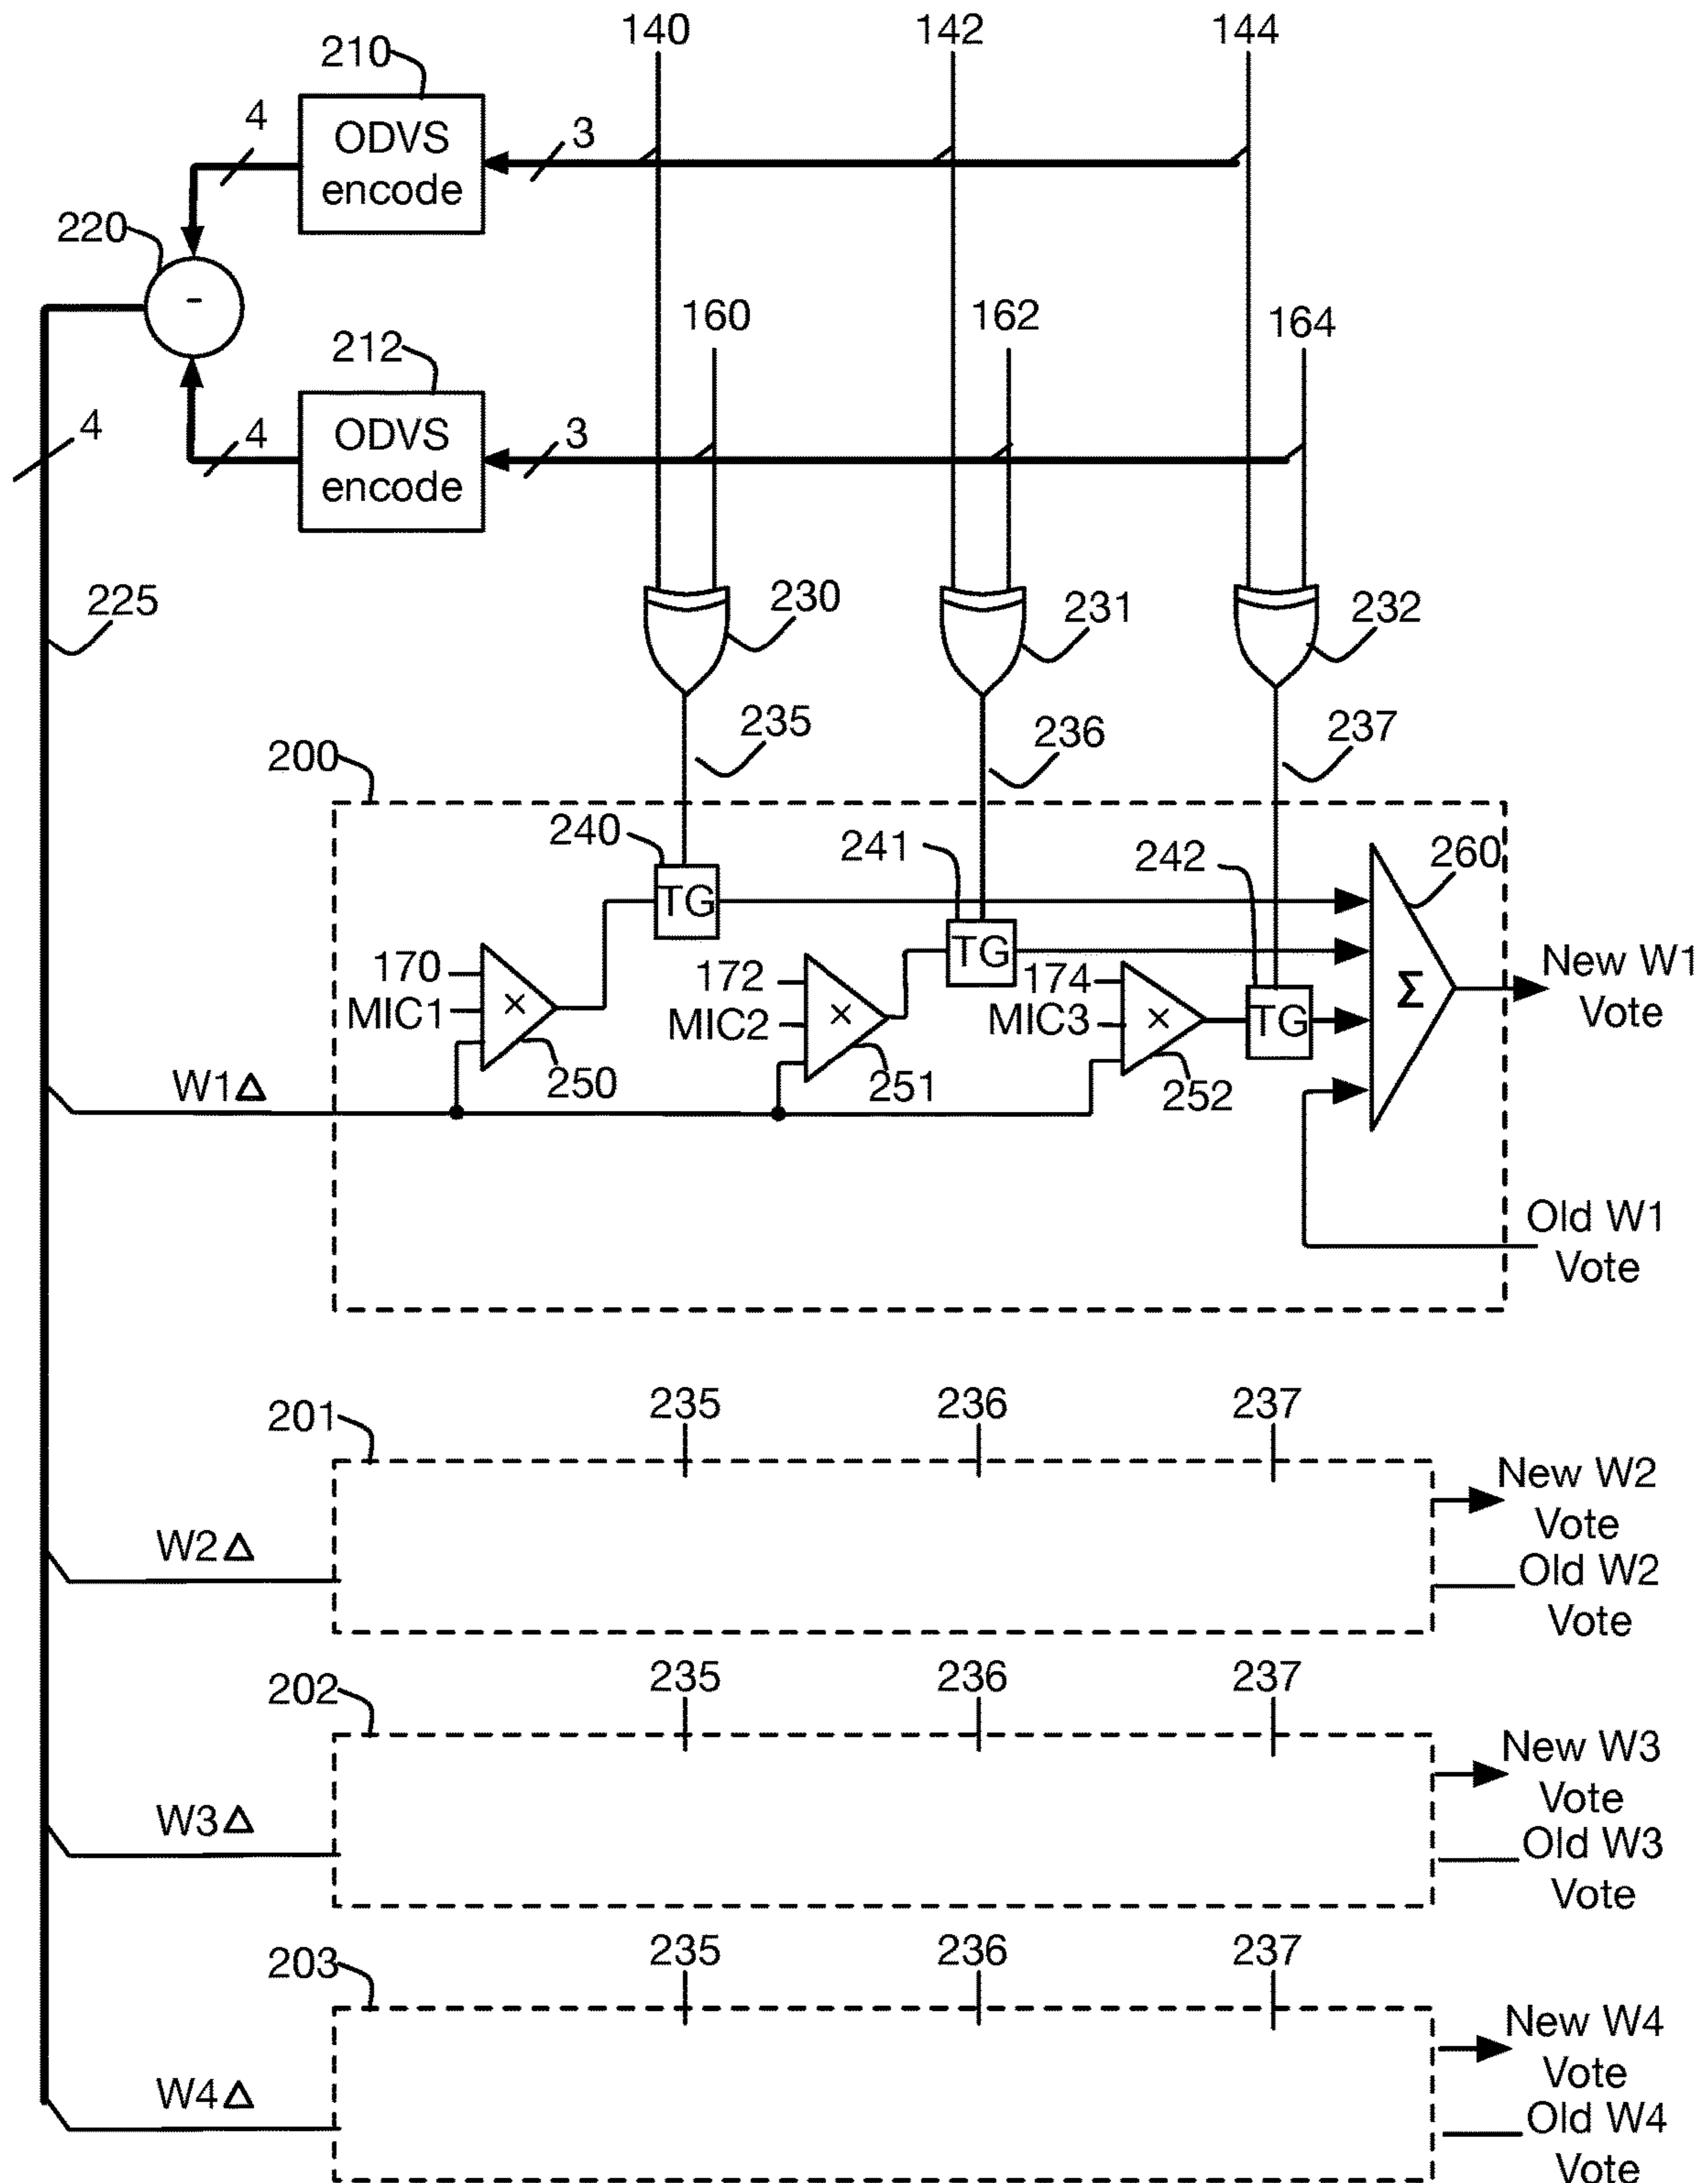 140
142
144
210
4
ODVS
encode
3
220
-
160
162
164
212
4
4
ODVS
encode
3
225
230
231
232
235
236
237
200
240
241
242
260
TG
TG
TG
170
MIC1
×
250
172
MIC2
×
251
174
MIC3
×
252
Σ
New W1
Vote
W1Δ
Old W1
Vote
201
235
236
237
New W2
Vote
W2Δ
Old W2
Vote
202
235
236
237
New W3
Vote
W3Δ
Old W3
Vote
203
235
236
237
New W4
Vote
W4Δ
Old W4
Vote